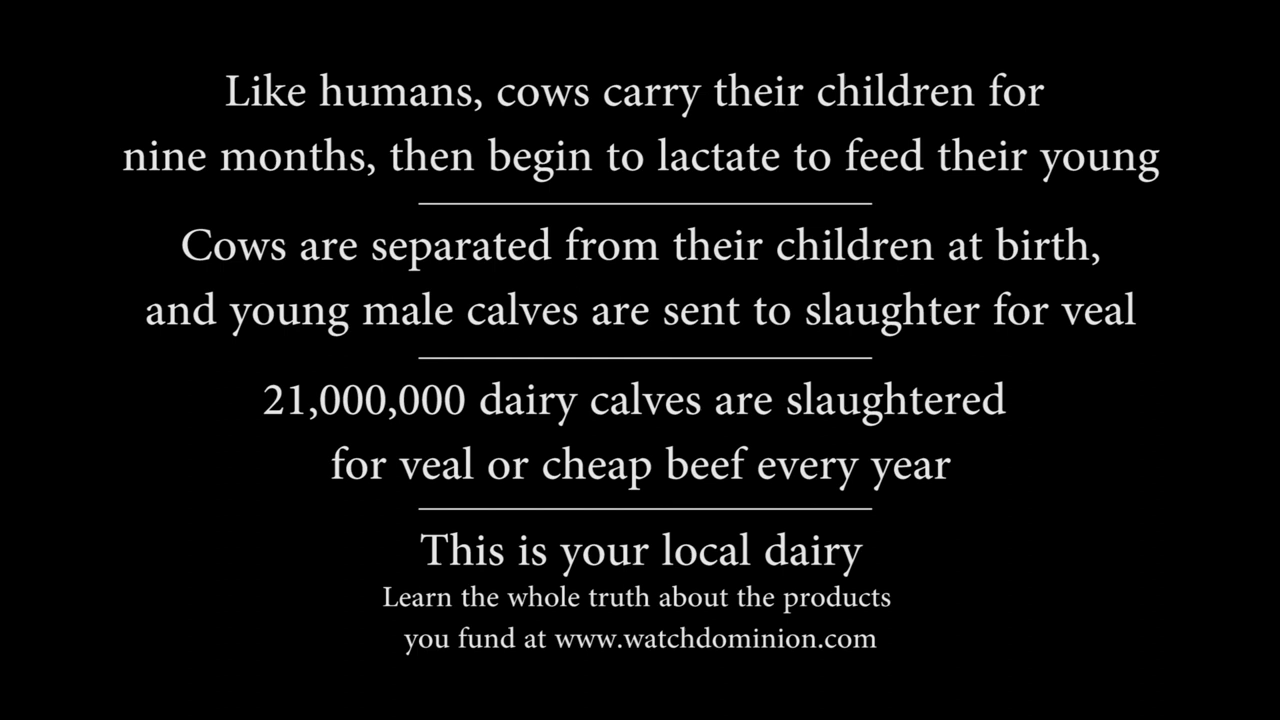 Like humans, cows carry their children for
nine months, then begin to lactate to feed their young
Cows are separated from their children at birth,
and young male calves are sent to slaughter for veal
21,000,000 dairy calves are slaughtered
for veal or cheap beef every year
This is your local dairy
Learn the whole truth about the products
you fund at www.watchdominion.com